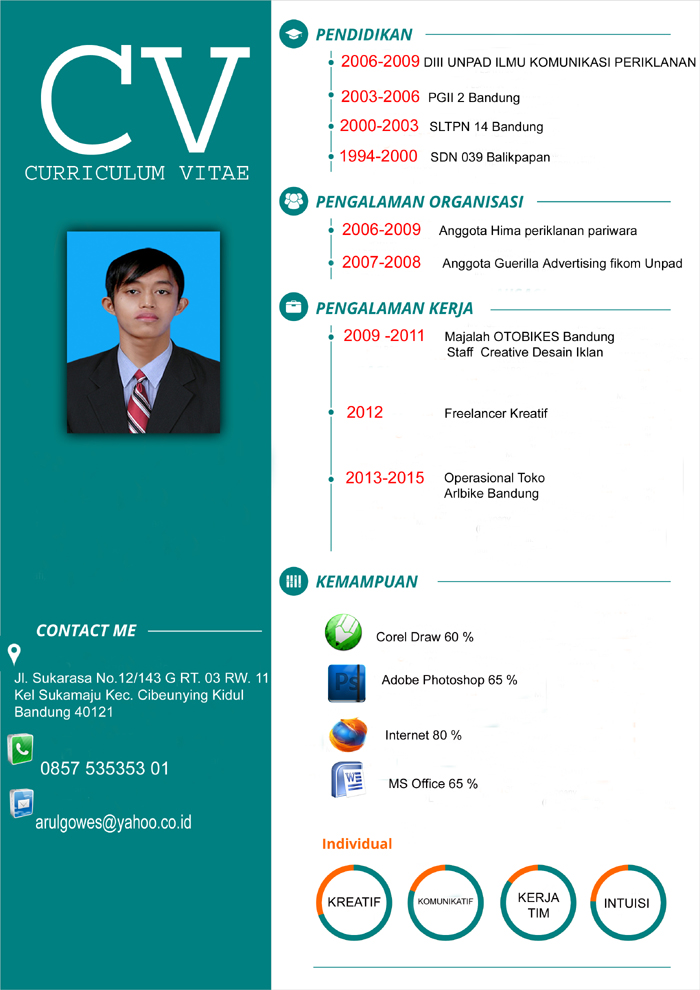 CV
CURRICULUM VITAE
CONTACT ME
Jl. Sukarasa No.12/143 G RT. 03 RW. 11
Kel Sukamaju Kec. Cibeunying Kidul
Bandung 40121
0857 535353 01
arulgowes@yahoo.co.id
PENDIDIKAN
2006-2009 DIII UNPAD ILMU KOMUNIKASI PERIKLANAN
2003-2006 PGII 2 Bandung
2000-2003 SLTPN 14 Bandung
1994-2000 SDN 039 Balikpapan
PENGALAMAN ORGANISASI
2006-2009 Anggota Hima periklanan pariwara
2007-2008 Anggota Guerilla Advertising fikom Unpad
PENGALAMAN KERJA
2009 -2011 Majalah OTOBIKES Bandung
Staff Creative Desain Iklan
2012 Freelancer Kreatif
2013-2015 Operasional Toko
Arlbike Bandung
KEMAMPUAN
Corel Draw 60 %
Ps
Adobe Photoshop 65 %
Internet 80 %
W
MS Office 65 %
Individual
KREATIF
KOMUNIKATIF
KERJA
TIM
INTUISI